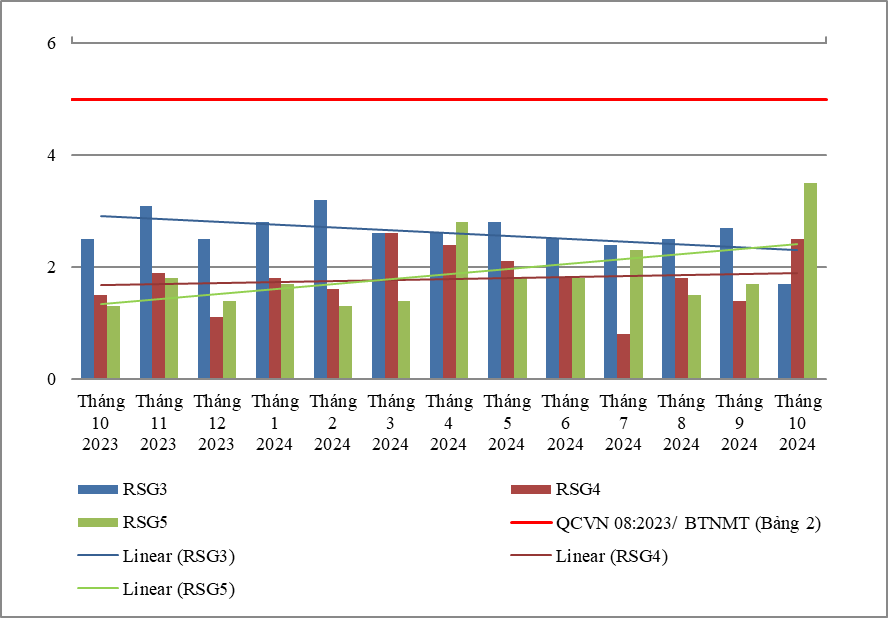 6
4
2
0
Tháng Tháng Tháng Tháng Tháng Tháng Tháng Tháng Tháng Tháng Tháng Tháng Tháng
10 11 12 1 2 3 4 5 6 7 8 9 10
2023 2023 2023 2024 2024 2024 2024 2024 2024 2024 2024 2024 2024
RSG3 RSG4
RSG5 QCVN 08:2023/ BTNMT (Bảng 2)
Linear (RSG3) Linear (RSG4)
Linear (RSG5)